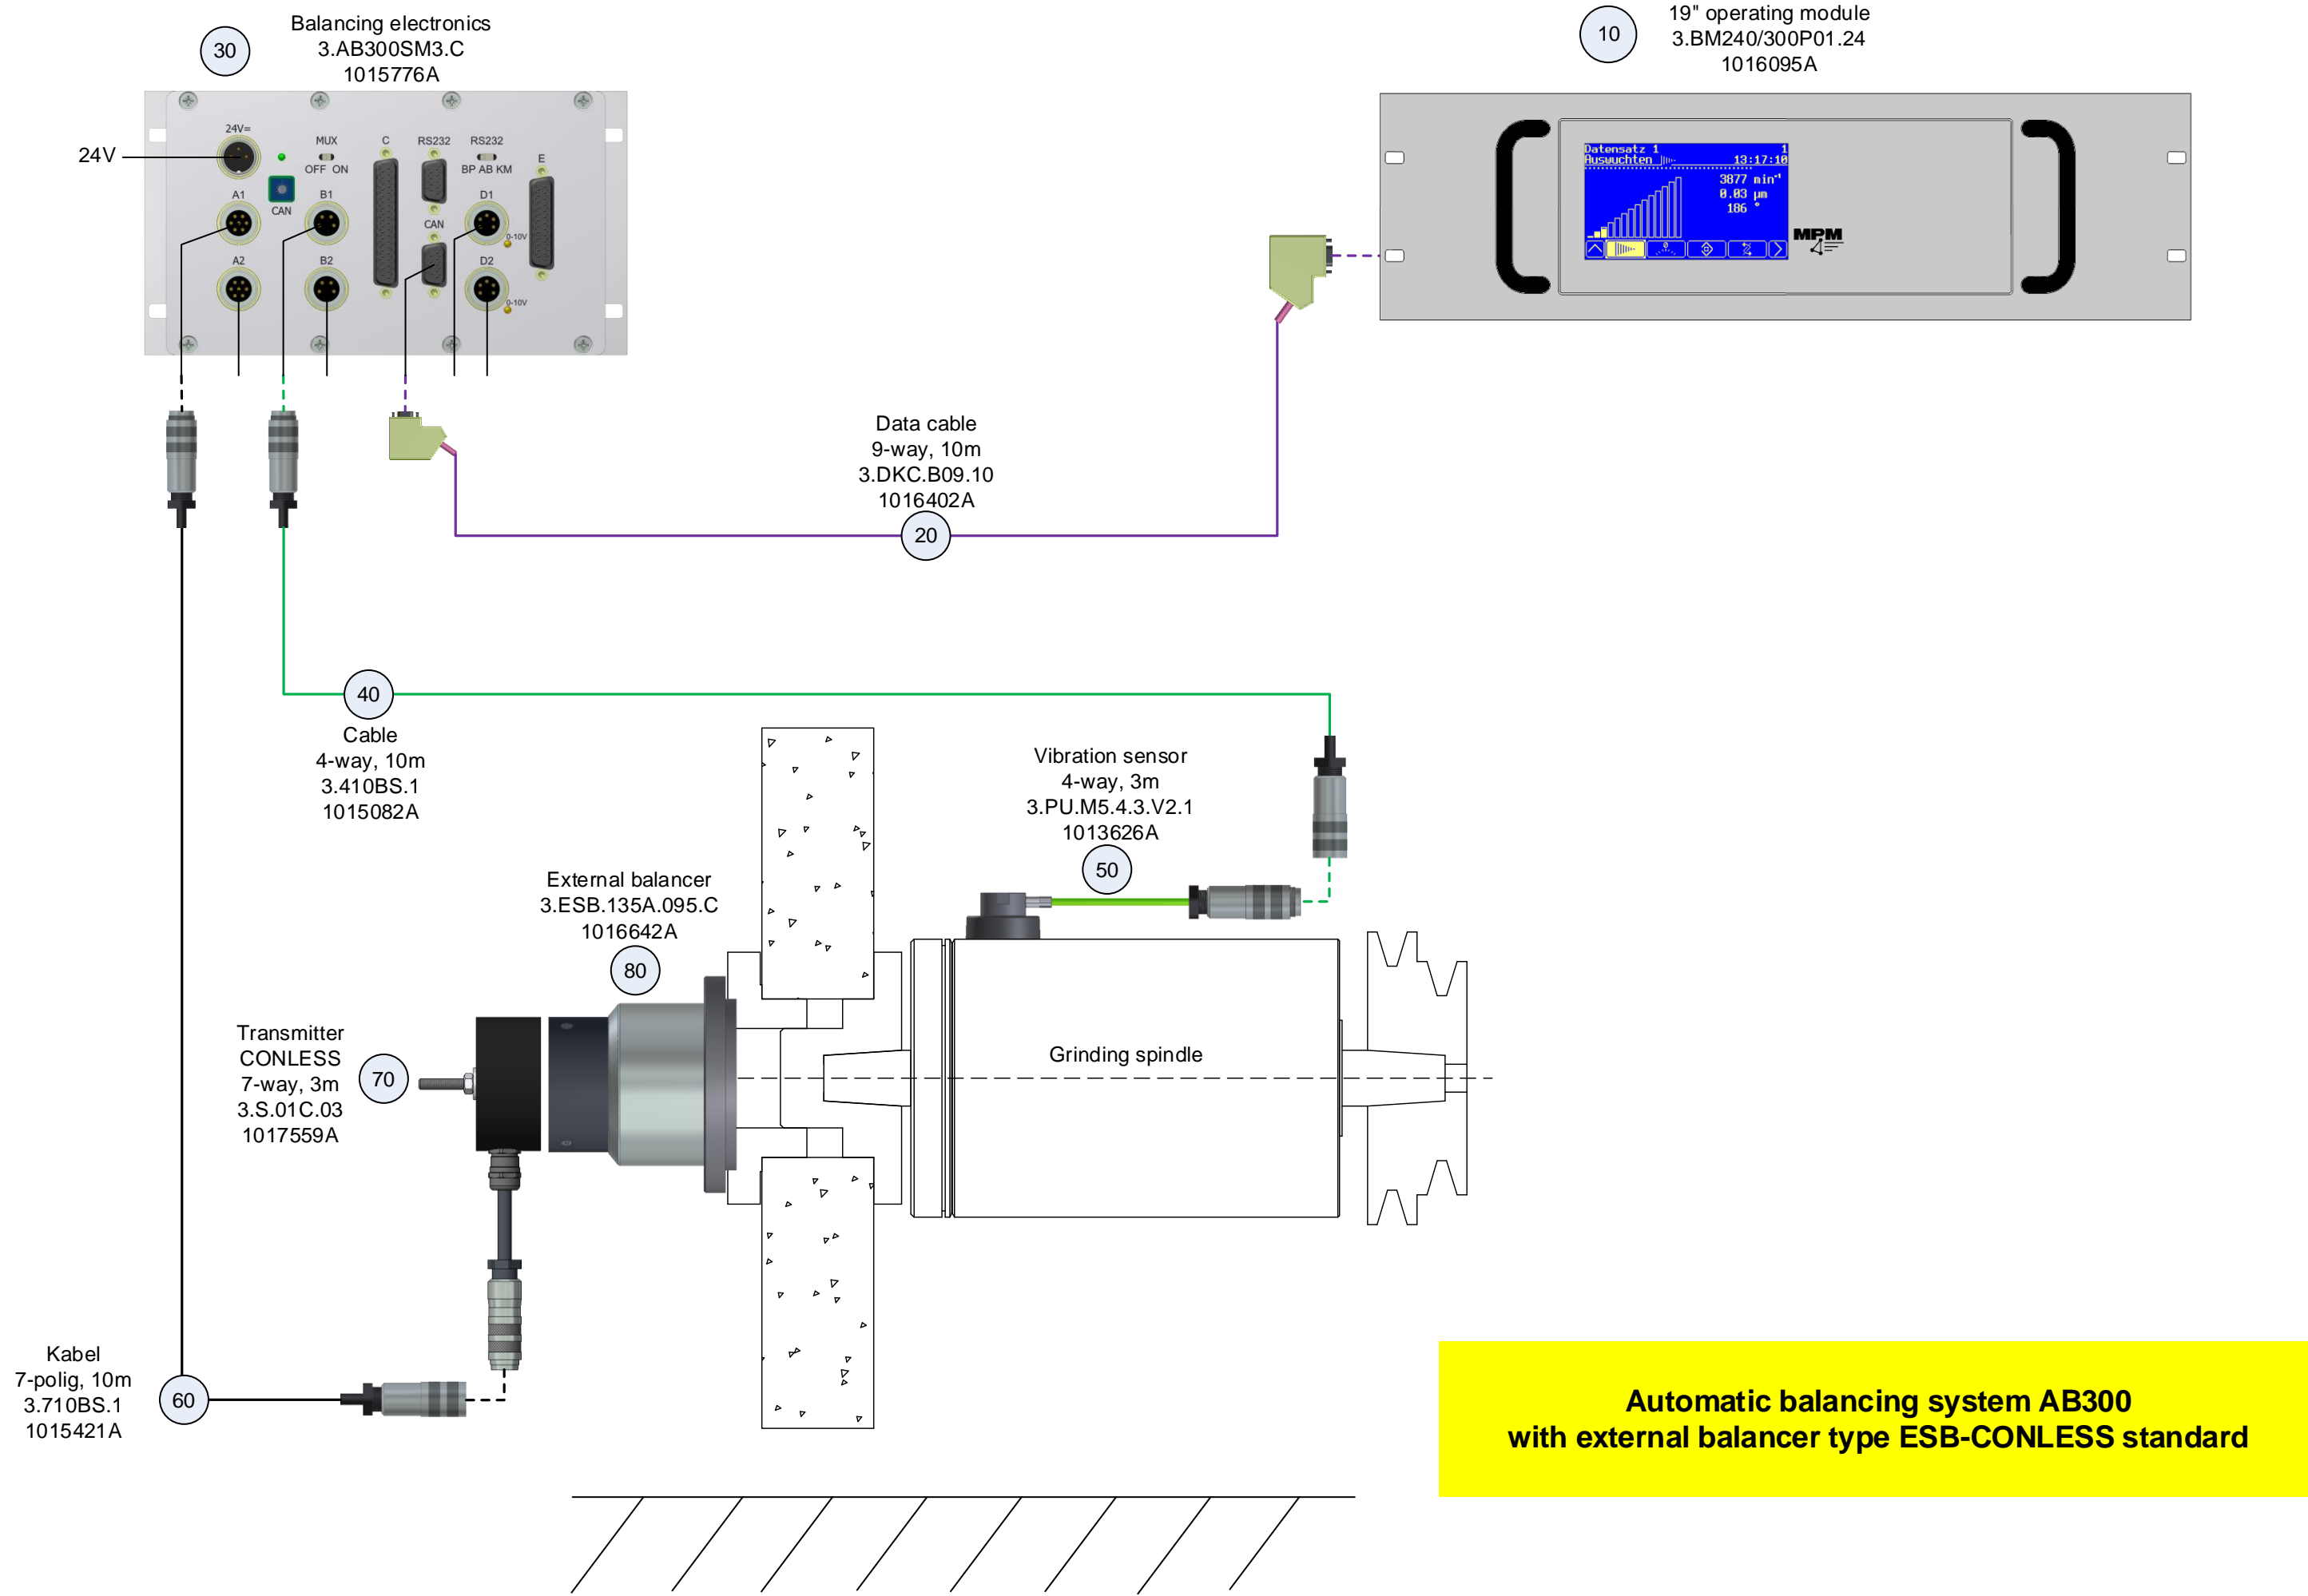 Balancing electronics
3.AB300SM3.C
1015776A
30
19" operating module
3.BM240/300P01.24
1016095A
10
24V
24V=
MUX
OFF ON
C
RS232
RS232
BP AB KM
E
A1
CAN
B1
D1
0-10V
CAN
A2
B2
D2
0-10V
Datensatz 1 1
Auswuchten 13:17:10
3877 min⁻¹
0.03 µm
186 °
MPM
Data cable
9-way, 10m
3.DKC.B09.10
1016402A
20
40
Cable
4-way, 10m
3.410BS.1
1015082A
Vibration sensor
4-way, 3m
3.PU.M5.4.3.V2.1
1013626A
50
External balancer
3.ESB.135A.095.C
1016642A
80
Transmitter
CONLESS
7-way, 3m
3.S.01C.03
1017559A
70
Grinding spindle
Kabel
7-polig, 10m
3.710BS.1
1015421A
60
Automatic balancing system AB300
with external balancer type ESB-CONLESS standard